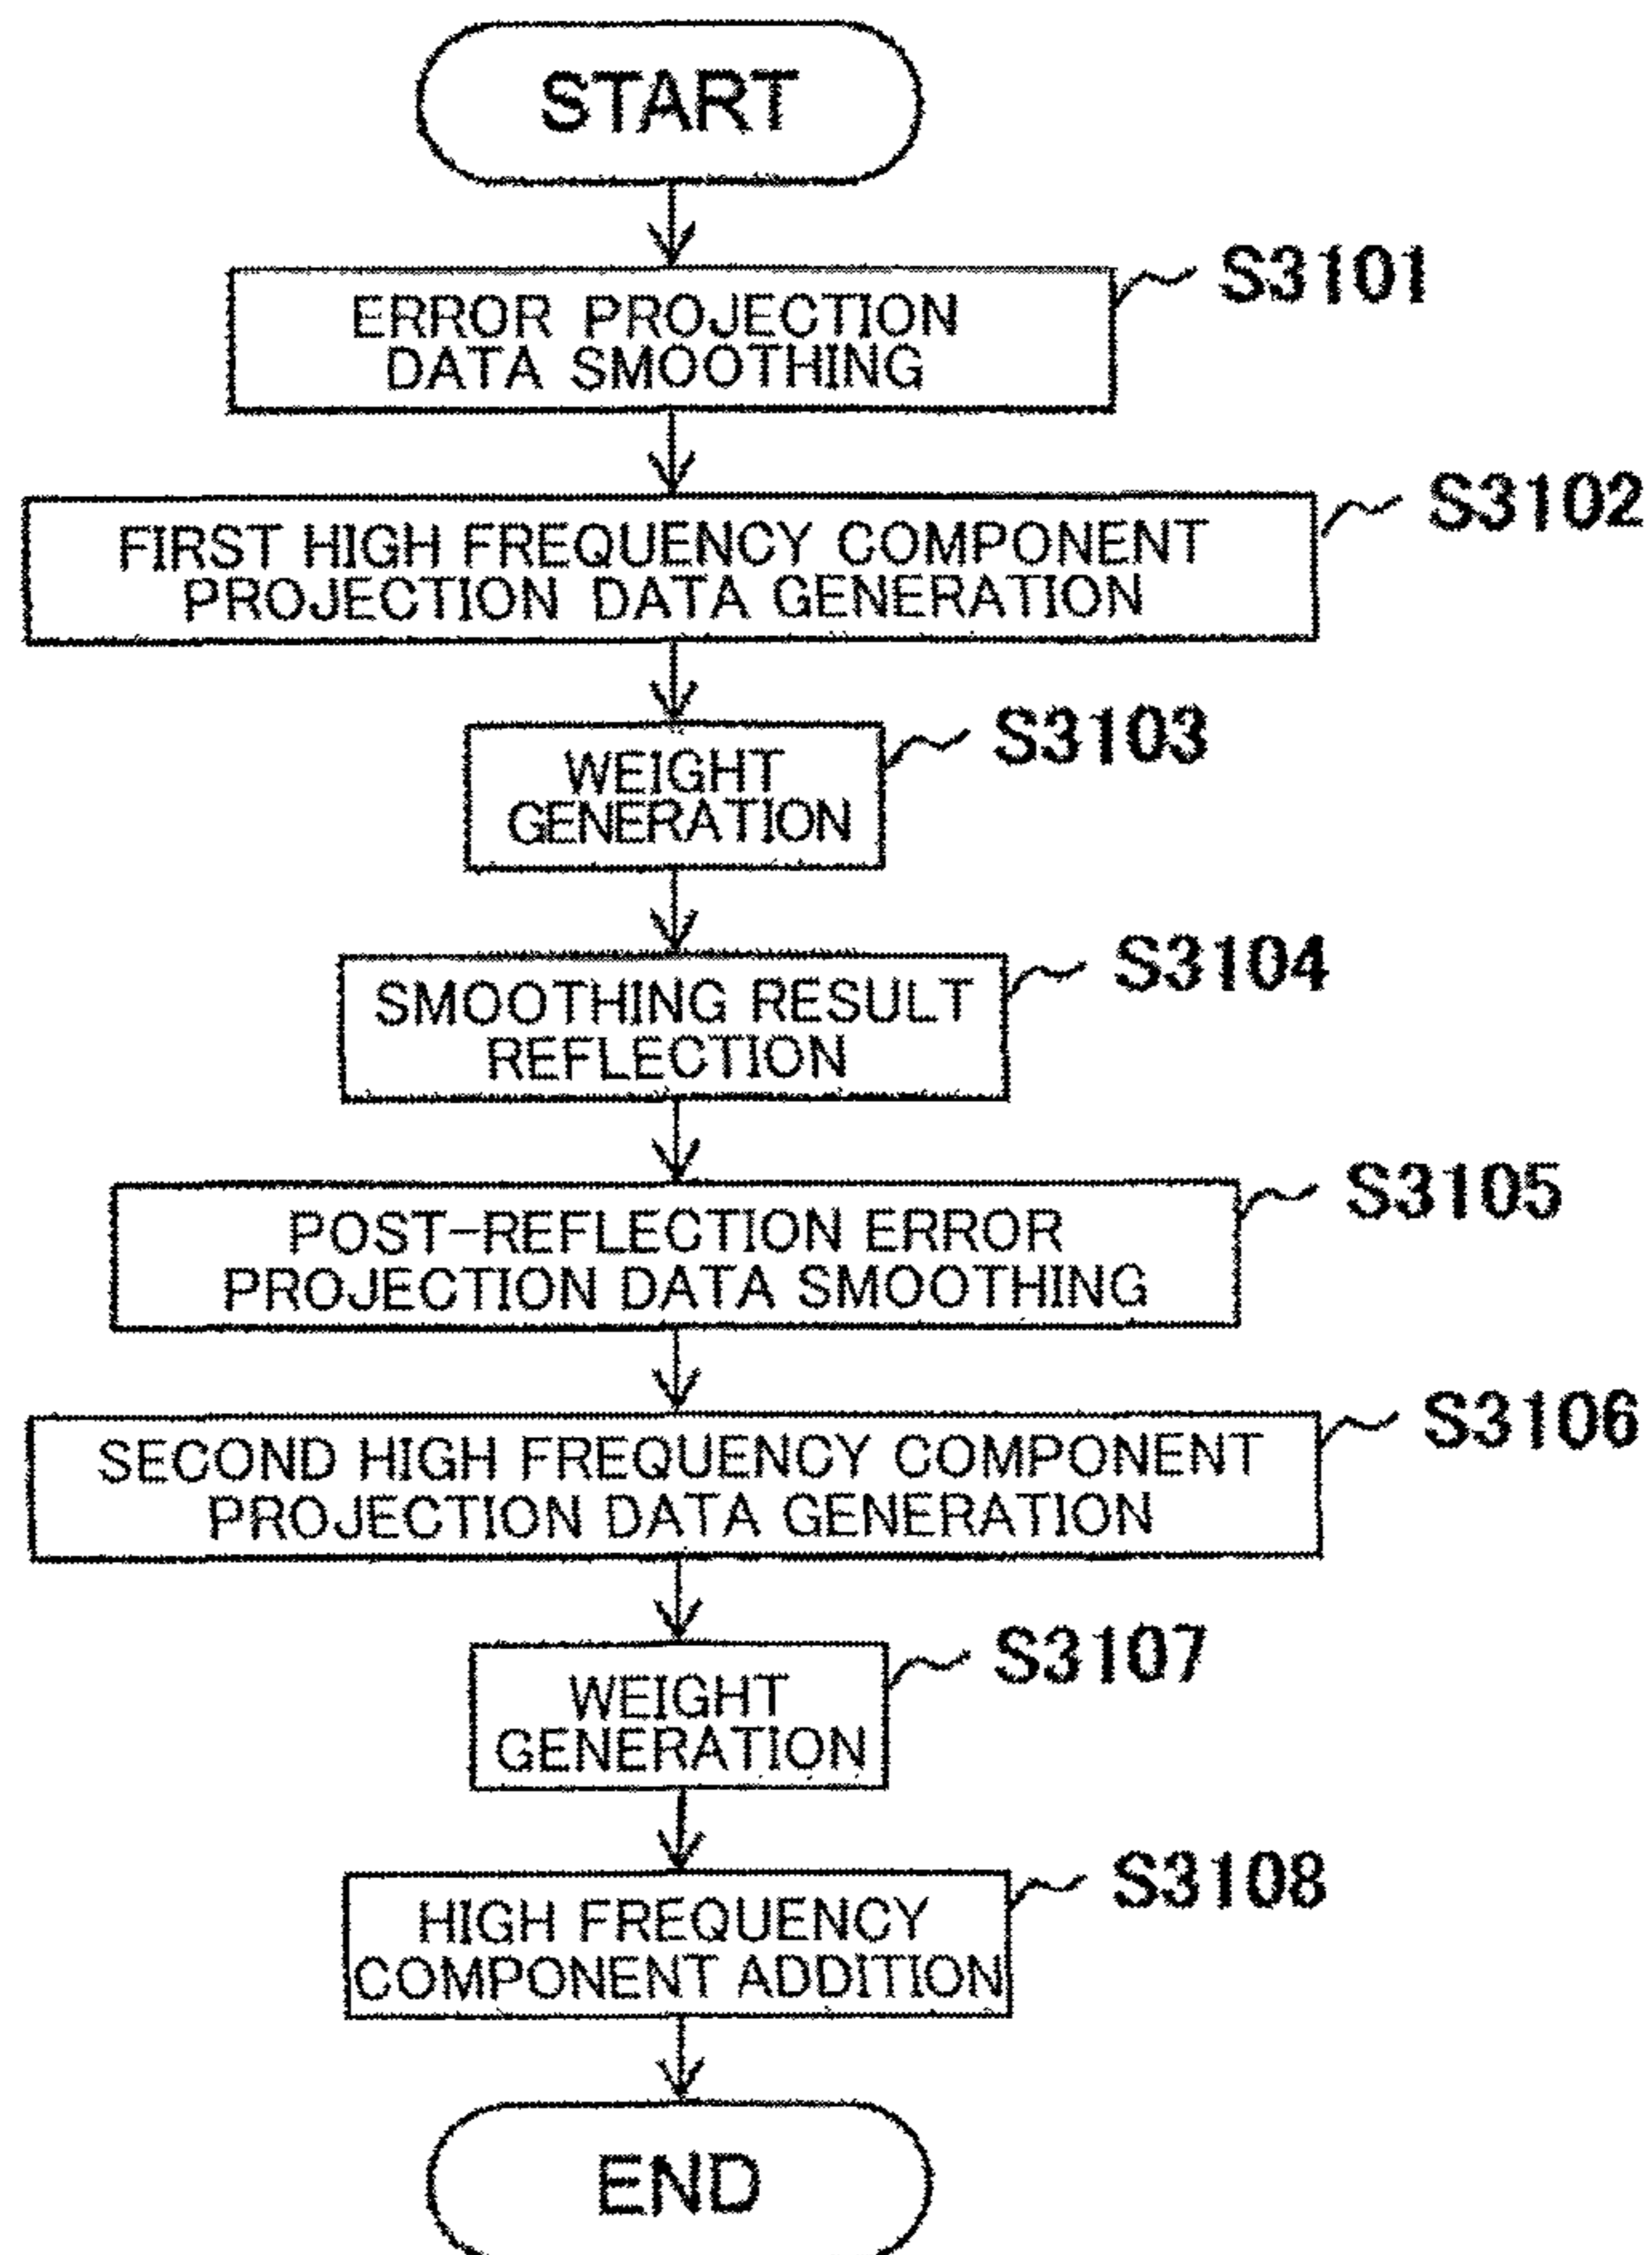 START
S3101
ERROR PROJECTION
DATA SMOOTHING
S3102
FIRST HIGH FREQUENCY COMPONENT
PROJECTION DATA GENERATION
S3103
WEIGHT
GENERATION
S3104
SMOOTHING RESULT
REFLECTION
S3105
POST-REFLECTION ERROR
PROJECTION DATA SMOOTHING
S3106
SECOND HIGH FREQUENCY COMPONENT
PROJECTION DATA GENERATION
S3107
WEIGHT
GENERATION
S3108
HIGH FREQUENCY
COMPONENT ADDITION
END